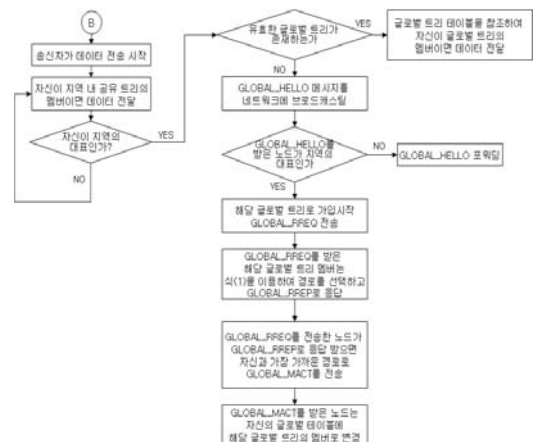 B
송신자가 데이터 전송 시작
자신이 지역 내 공유 트리의
멤버이면 데이터 전달
자신이 지역의
대표인가?
YES
NO
유효한 글로벌 트리가
존재하는가
YES
글로벌 트리 테이블을 참조하여
자신이 글로벌 트리의
멤버이면 데이터 전달
NO
GLOBAL_HELLO 메시지를
네트워크에 브로드캐스팅
GLOBAL_HELLO를
받은 노드가 지역의
대표인가
NO
GLOBAL_HELLO 포워딩
YES
해당 글로벌 트리로 가입시작
GLOBAL_RREQ 전송
GLOBAL_RREQ를 받은
해당 글로벌 트리 멤버는
식(1)을 이용하여 경로를 선택하고
GLOBAL_RREP로 응답
GLOBAL_RREQ를 전송한 노드가
GLOBAL_RREP로 응답 받으면
자신과 가장 가까운 경로로
GLOBAL_MACT를 전송
GLOBAL_MACT를 받은 노드는
자신의 글로벌 테이블에
해당 글로벌 트리의 멤버로 변경